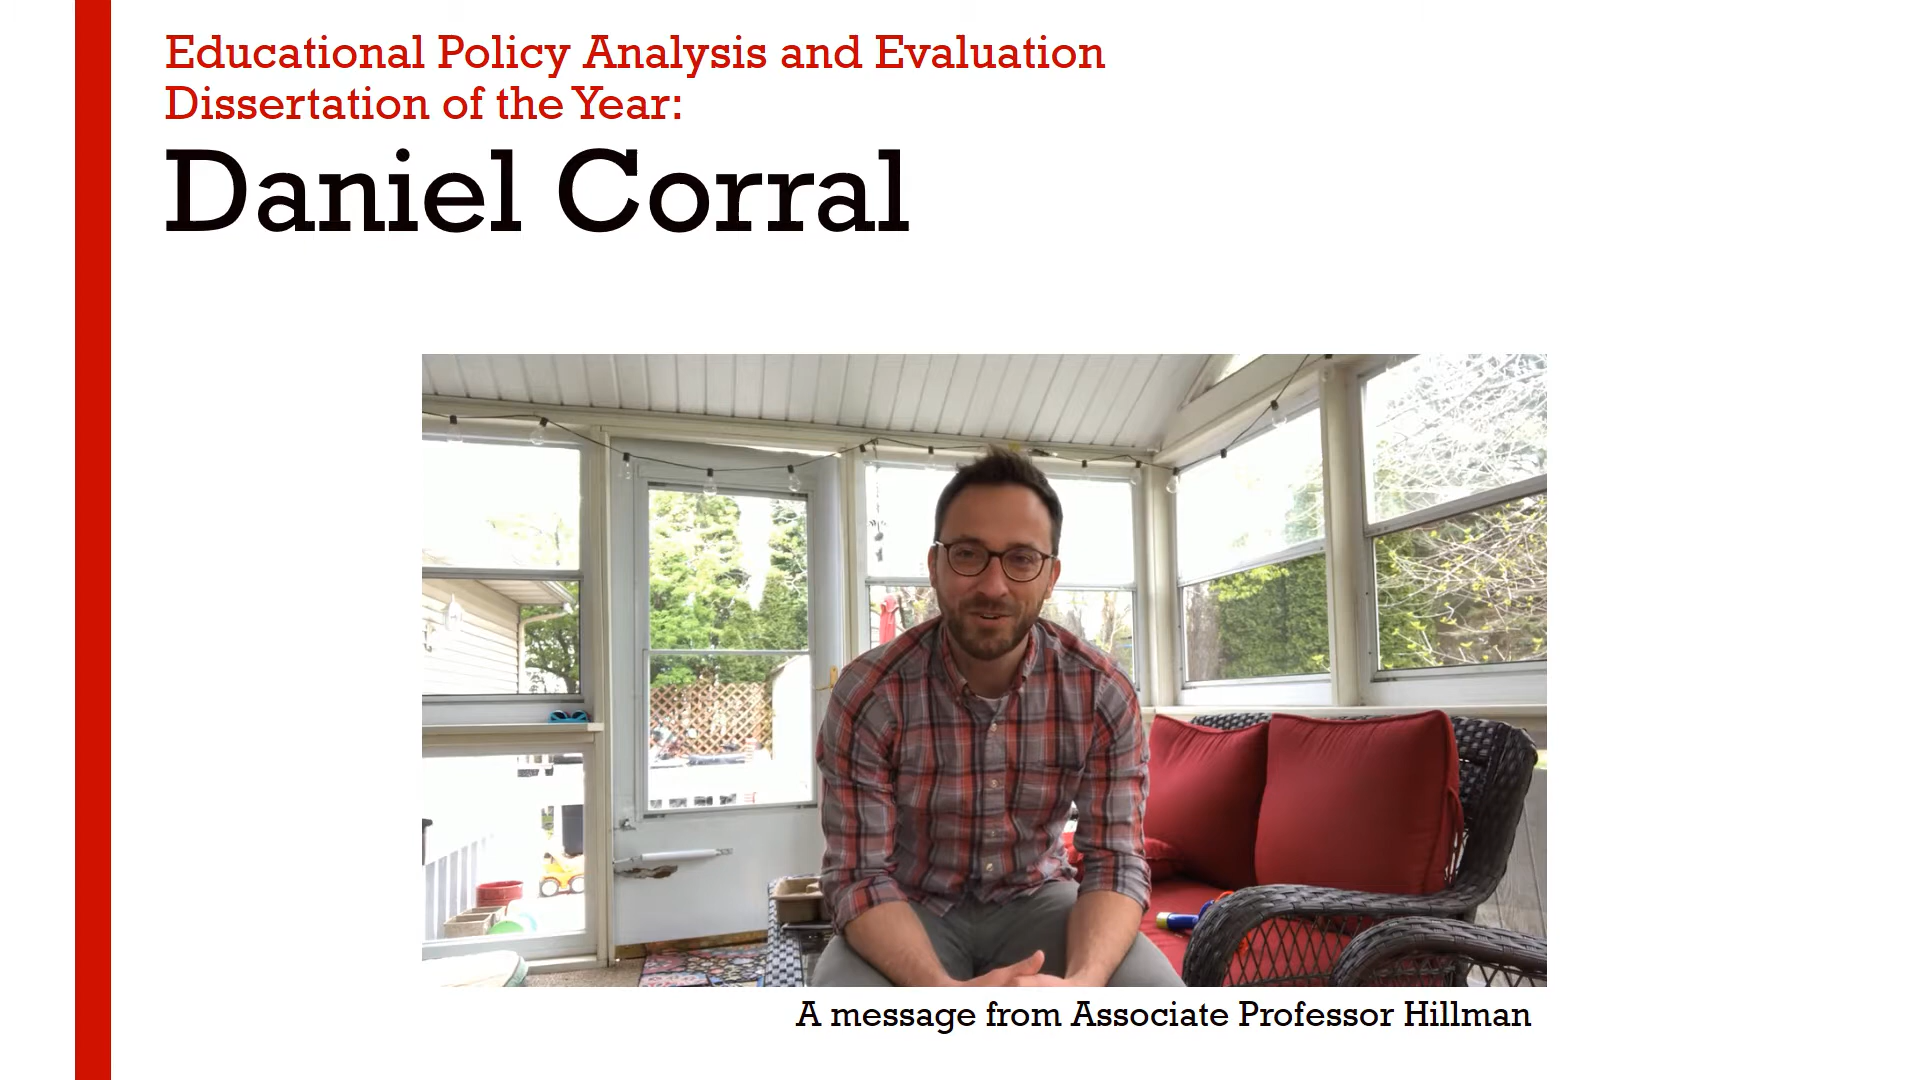 Educational Policy Analysis and Evaluation
Dissertation of the Year:
Daniel Corral
A message from Associate Professor Hillman